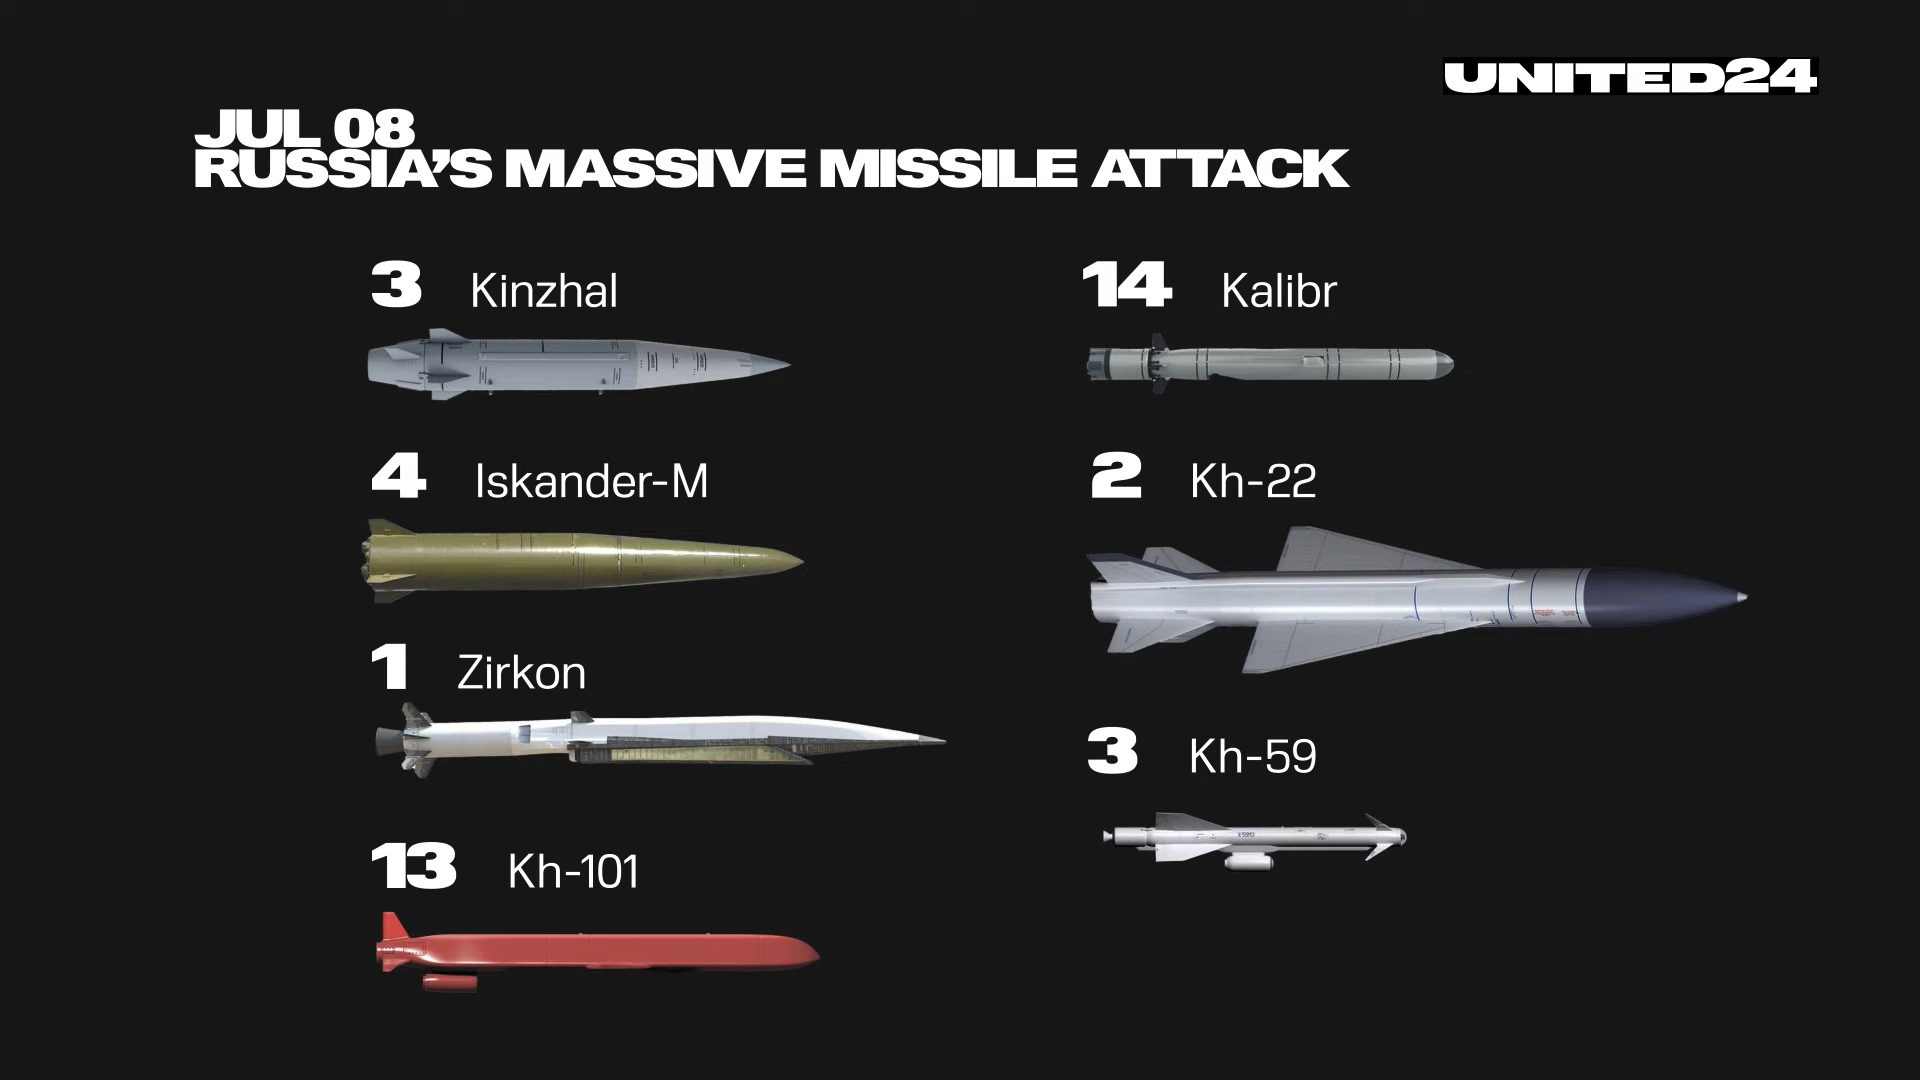 UNITED24
JUL 08
RUSSIA'S MASSIVE MISSILE ATTACK
3 Kinzhal
4 Iskander-M
1 Zirkon
13 Kh-101
14 Kalibr
2 Kh-22
3 Kh-59